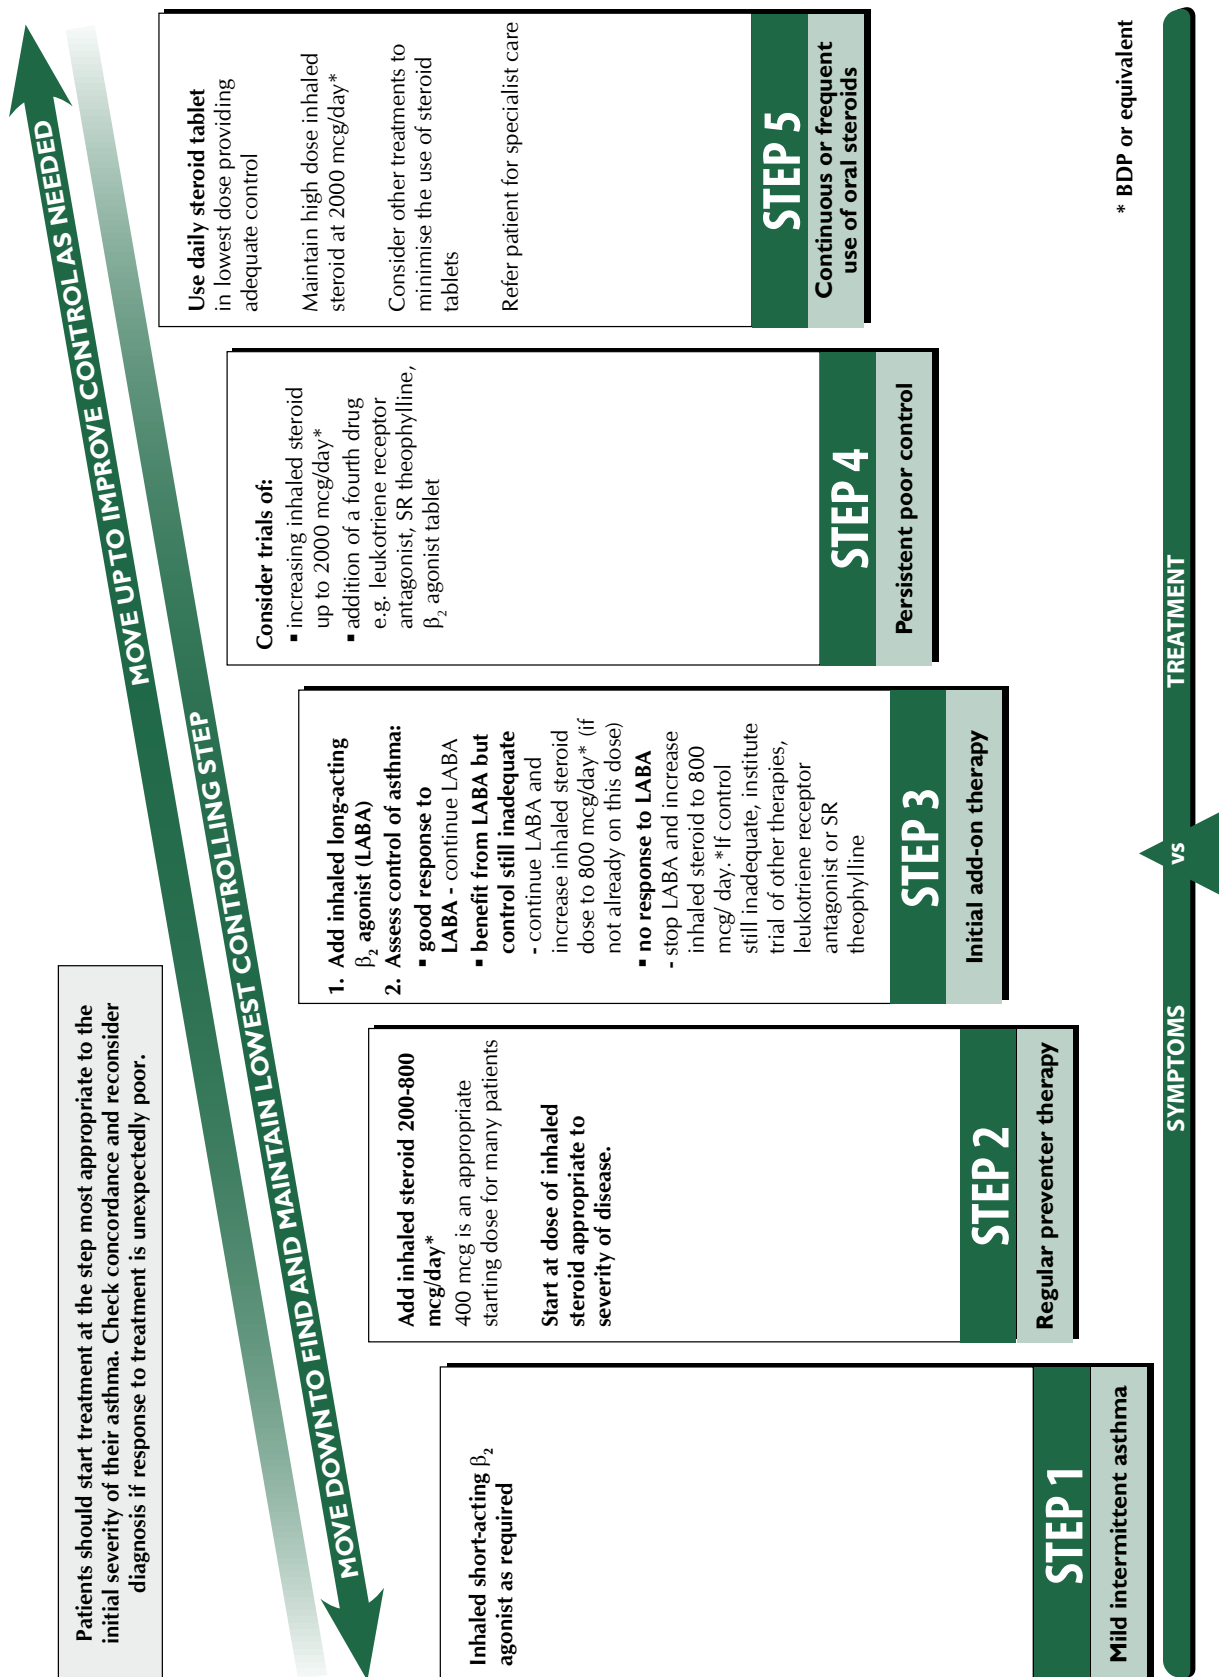 Patients should start treatment at the step most appropriate to the
initial severity of their asthma. Check concordance and reconsider
diagnosis if response to treatment is unexpectedly poor.
MOVE UP TO IMPROVE CONTROL AS NEEDED
MOVE DOWN TO FIND AND MAINTAIN LOWEST CONTROLLING STEP
Inhaled short-acting β₂
agonist as required
STEP 1
Mild intermittent asthma
Add inhaled steroid 200-800
mcg/day*
400 mcg is an appropriate
starting dose for many patients
Start at dose of inhaled
steroid appropriate to
severity of disease.
STEP 2
Regular preventer therapy
1. Add inhaled long-acting
β₂ agonist (LABA)
2. Assess control of asthma:
▪ good response to
LABA - continue LABA
▪ benefit from LABA but
control still inadequate
- continue LABA and
increase inhaled steroid
dose to 800 mcg/day* (if
not already on this dose)
▪ no response to LABA
- stop LABA and increase
inhaled steroid to 800
mcg/ day.*If control
still inadequate, institute
trial of other therapies,
leukotriene receptor
antagonist or SR
theophylline
STEP 3
Initial add-on therapy
Consider trials of:
▪ increasing inhaled steroid
up to 2000 mcg/day*
▪ addition of a fourth drug
e.g. leukotriene receptor
antagonist, SR theophylline,
β₂ agonist tablet
STEP 4
Persistent poor control
Use daily steroid tablet
in lowest dose providing
adequate control
Maintain high dose inhaled
steroid at 2000 mcg/day*
Consider other treatments to
minimise the use of steroid
tablets
Refer patient for specialist care
STEP 5
Continuous or frequent
use of oral steroids
* BDP or equivalent
SYMPTOMS
vs
TREATMENT